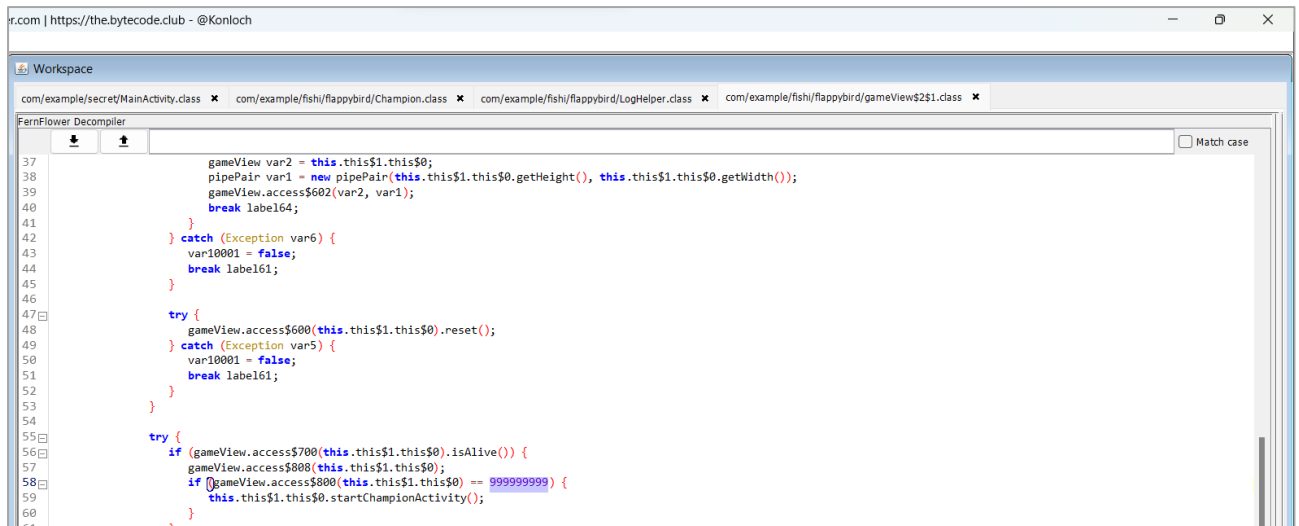 er.com | https://the.bytecode.club - @Konloch
Workspace
com/example/secret/MainActivity.class ✖ com/example/fishi/flappybird/Champion.class ✖ com/example/fishi/flappybird/LogHelper.class ✖ com/example/fishi/flappybird/gameView$2$1.class ✖
FernFlower Decompiler
Match case
37 gameView var2 = this.this$1.this$0;
38 pipePair var1 = new pipePair(this.this$1.this$0.getHeight(), this.this$1.this$0.getWidth());
39 gameView.access$602(var2, var1);
40 break label64;
41 }
42 } catch (Exception var6) {
43 var10001 = false;
44 break label61;
45 }
46
47 try {
48 gameView.access$600(this.this$1.this$0).reset();
49 } catch (Exception var5) {
50 var10001 = false;
51 break label61;
52 }
53 }
54
55 try {
56 if (gameView.access$700(this.this$1.this$0).isAlive()) {
57 gameView.access$808(this.this$1.this$0);
58 if (gameView.access$800(this.this$1.this$0) == 999999999) {
59 this.this$1.this$0.startChampionActivity();
60 }